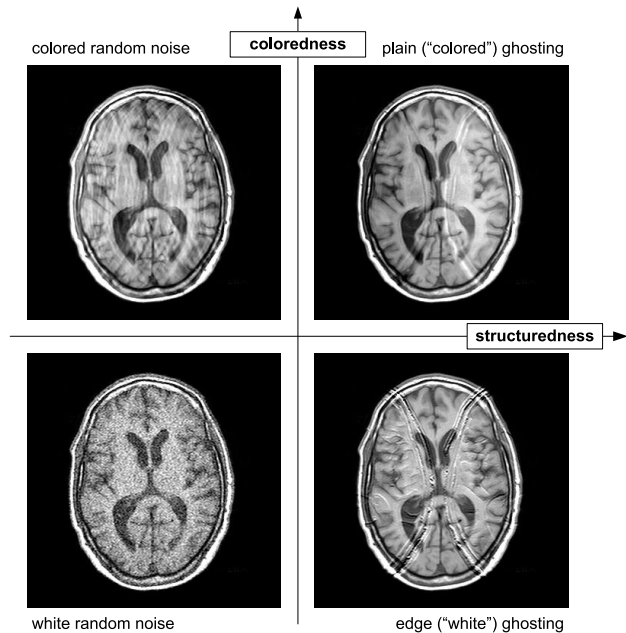 colored random noise
coloredness
plain (“colored”) ghosting
structuredness
white random noise
edge (“white”) ghosting